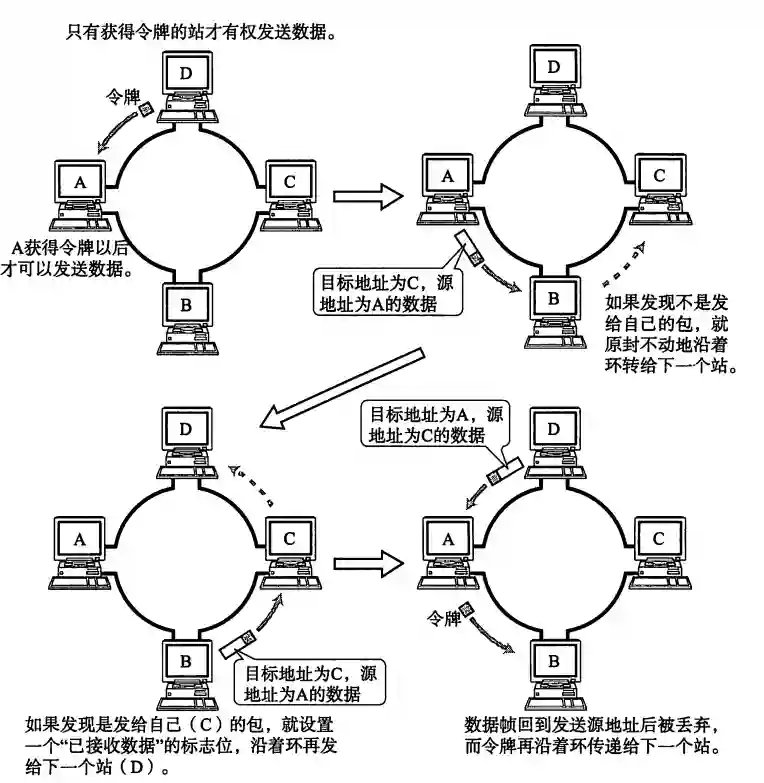 只有获得令牌的站才有权发送数据。
D
令牌
A
C
A获得令牌以后
才可以发送数据。
B
D
A
C
目标地址为C，源
地址为A的数据
B
如果发现不是发
给自己的包，就
原封不动地沿着
环转给下一个站。
D
A
C
B
目标地址为C，源
地址为A的数据
如果发现是发给自己（C）的包，就设置
一个“已接收数据”的标志位，沿着环再发
给下一个站（D）。
目标地址为A，源
地址为C的数据
D
A
C
令牌
B
数据帧回到发送源地址后被丢弃，
而令牌再沿着环传递给下一个站。